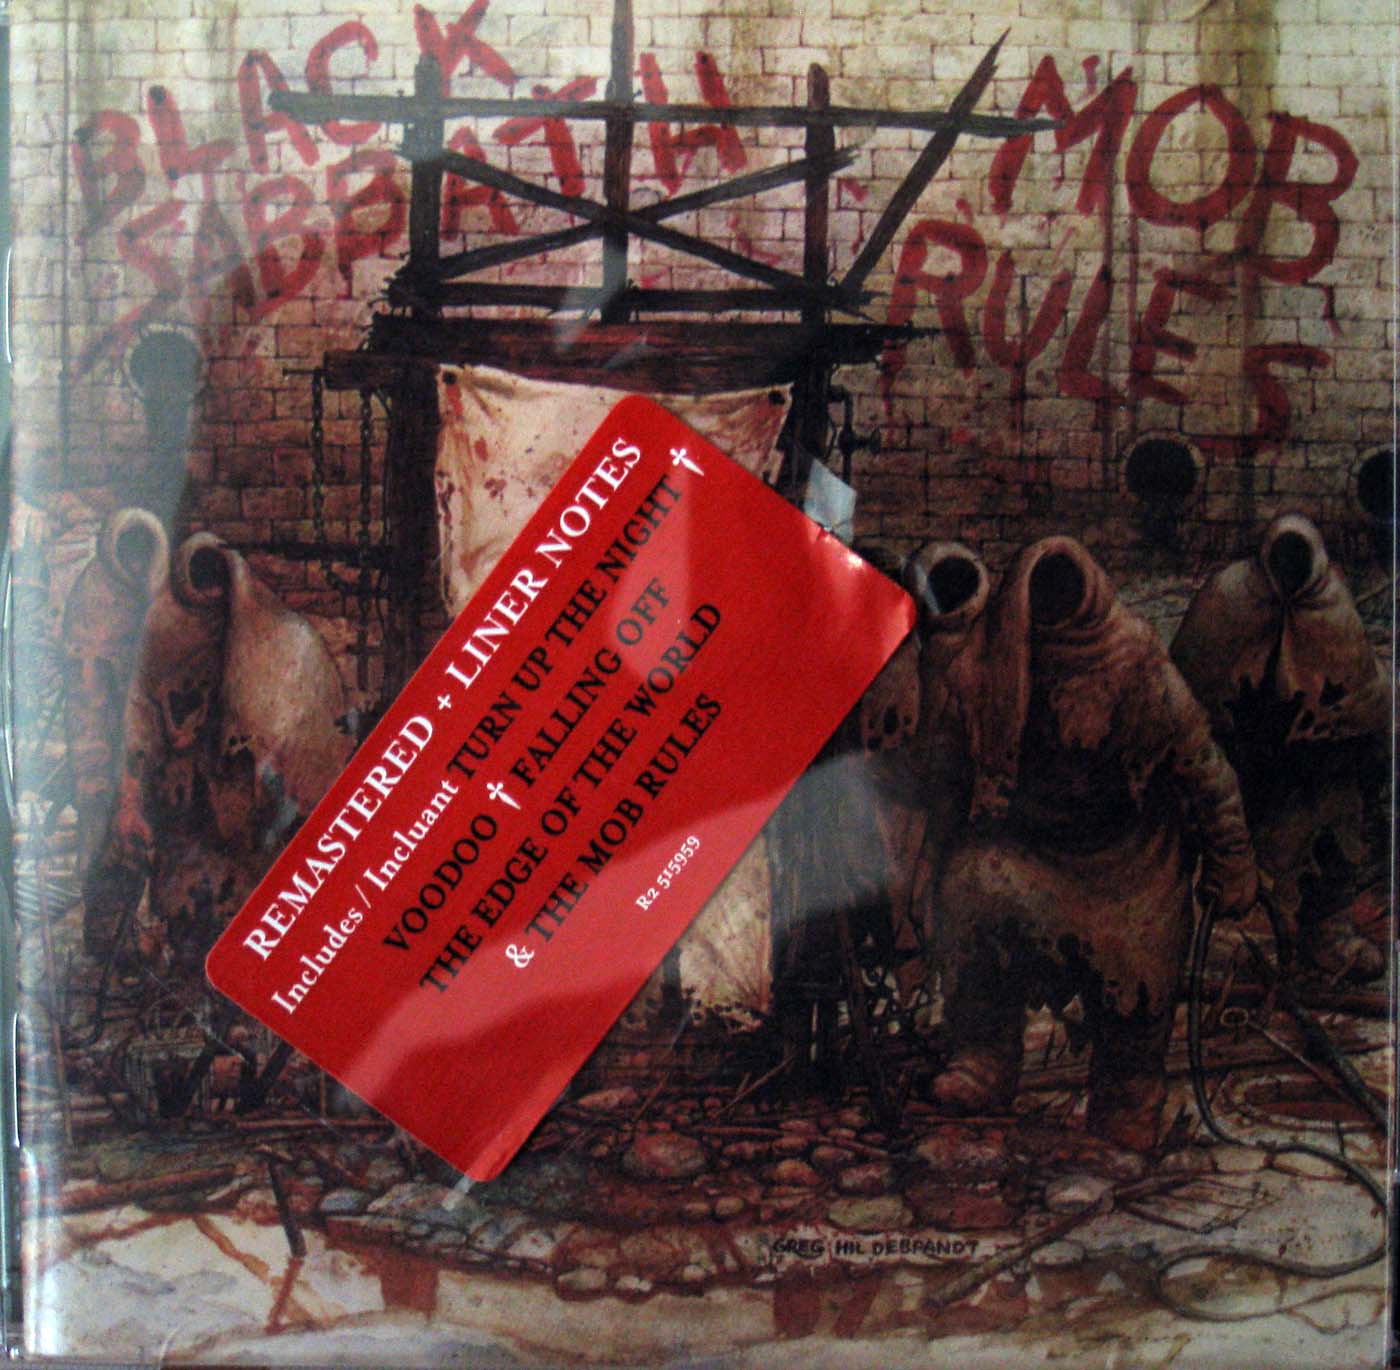 BLACK
SABBATH
MOB
RULES
REMASTERED + LINER NOTES
Includes / Incluant TURN UP THE NIGHT †
VOODOO † FALLING OFF
THE EDGE OF THE WORLD
& THE MOB RULES
R2 515959
GREG HILDEBRANDT